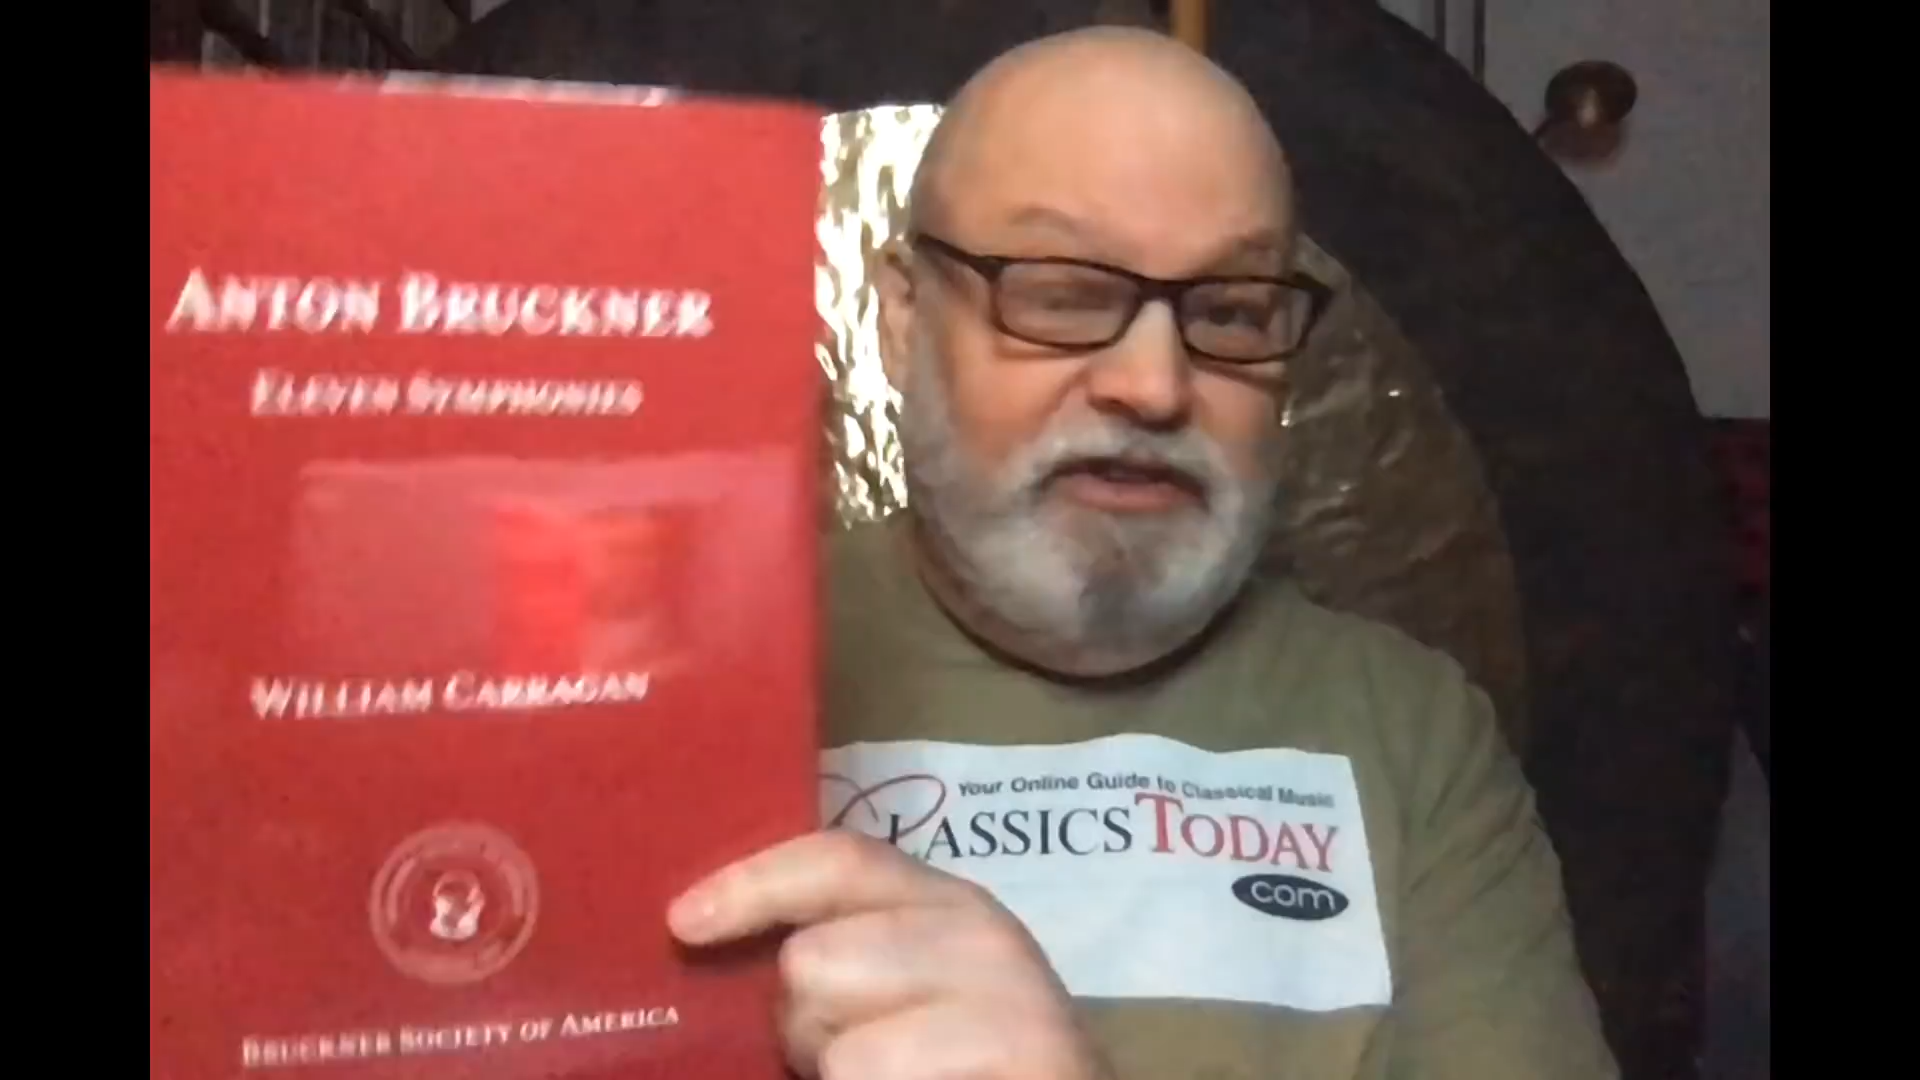 ANTON BRUCKNER
ELEVEN SYMPHONIES
WILLIAM CARRAGAN
BRUCKNER SOCIETY OF AMERICA
Your Online Guide to Classical Music
CLASSICSTODAY
com